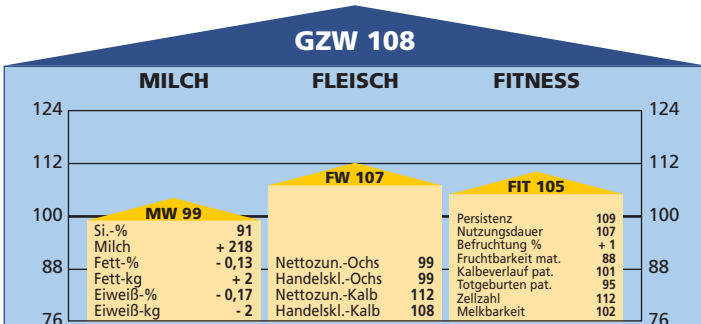 GZW 108
MILCH FLEISCH FITNESS
124 124
112 112
100 100
88 88
76 76
MW 99
Si.-% 91
Milch + 218
Fett-% - 0,13
Fett-kg + 2
Eiweiß-% - 0,17
Eiweiß-kg - 2
FW 107
Nettozun.-Ochs 99
Handelskl.-Ochs 99
Nettozun.-Kalb 112
Handelskl.-Kalb 108
FIT 105
Persistenz 109
Nutzungsdauer 107
Befruchtung % + 1
Fruchtbarkeit mat. 88
Kalbeverlauf pat. 101
Totgeburten pat. 95
Zellzahl 112
Melkbarkeit 102